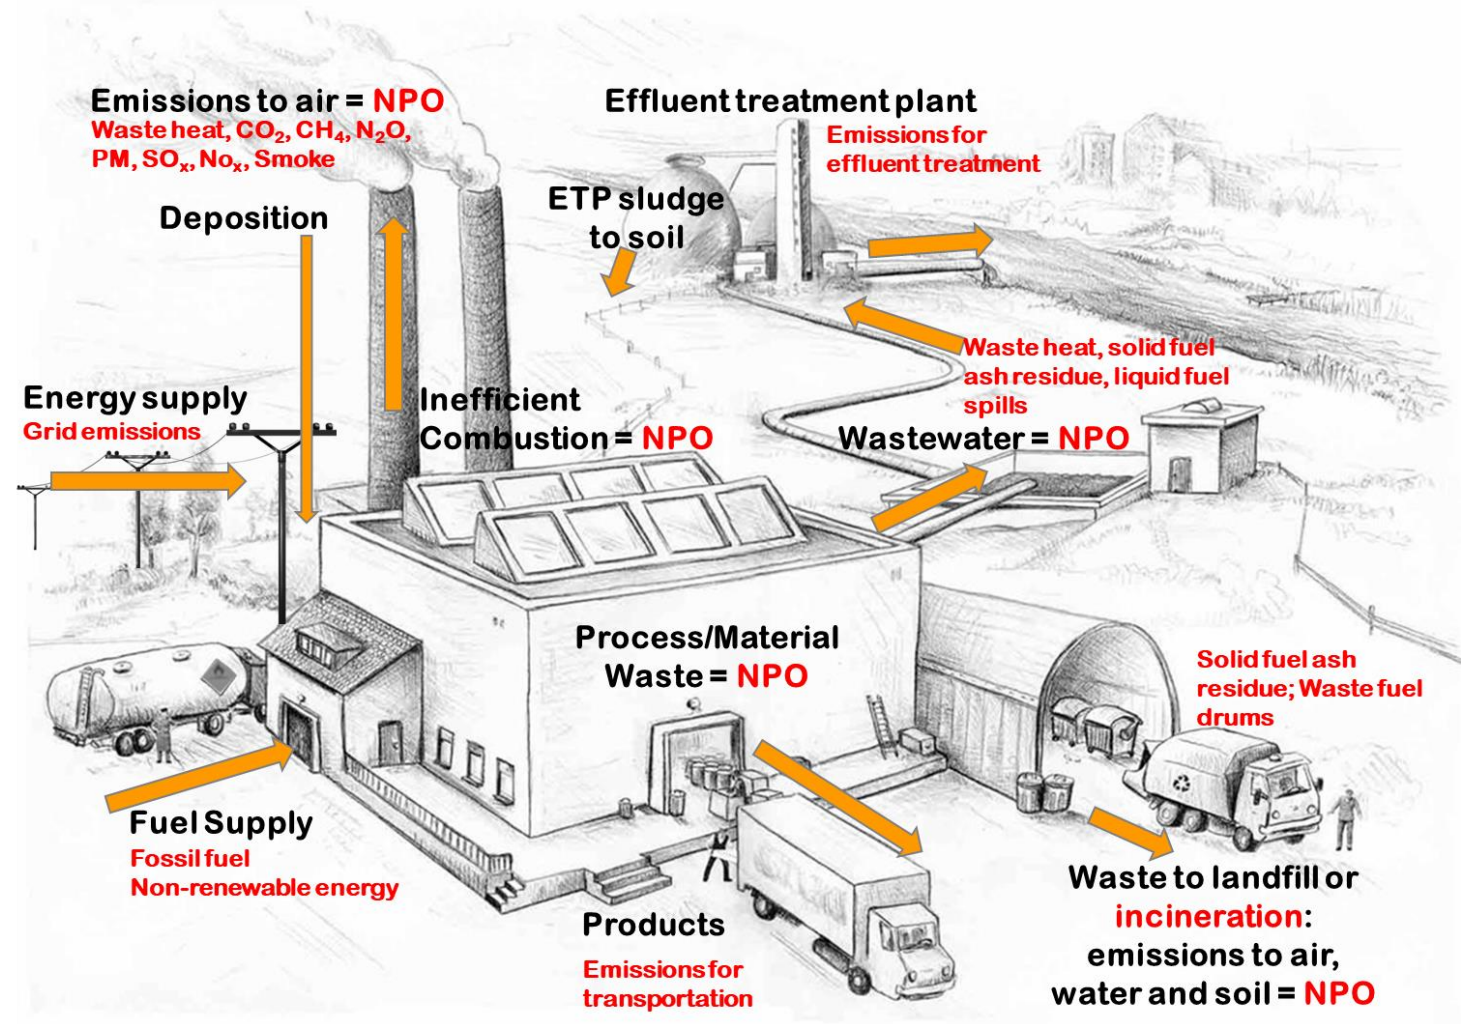 Emissions to air = NPO
Waste heat, CO₂, CH₄, N₂O,
PM, SOₓ, Noₓ, Smoke
Effluent treatment plant
Emissions for
effluent treatment
Deposition
ETP sludge
to soil
Waste heat, solid fuel
ash residue, liquid fuel
spills
Energy supply
Grid emissions
Inefficient
Combustion = NPO
Wastewater = NPO
Process/Material
Waste = NPO
Solid fuel ash
residue; Waste fuel
drums
Fuel Supply
Fossil fuel
Non-renewable energy
Products
Emissions for
transportation
Waste to landfill or
incineration:
emissions to air,
water and soil = NPO